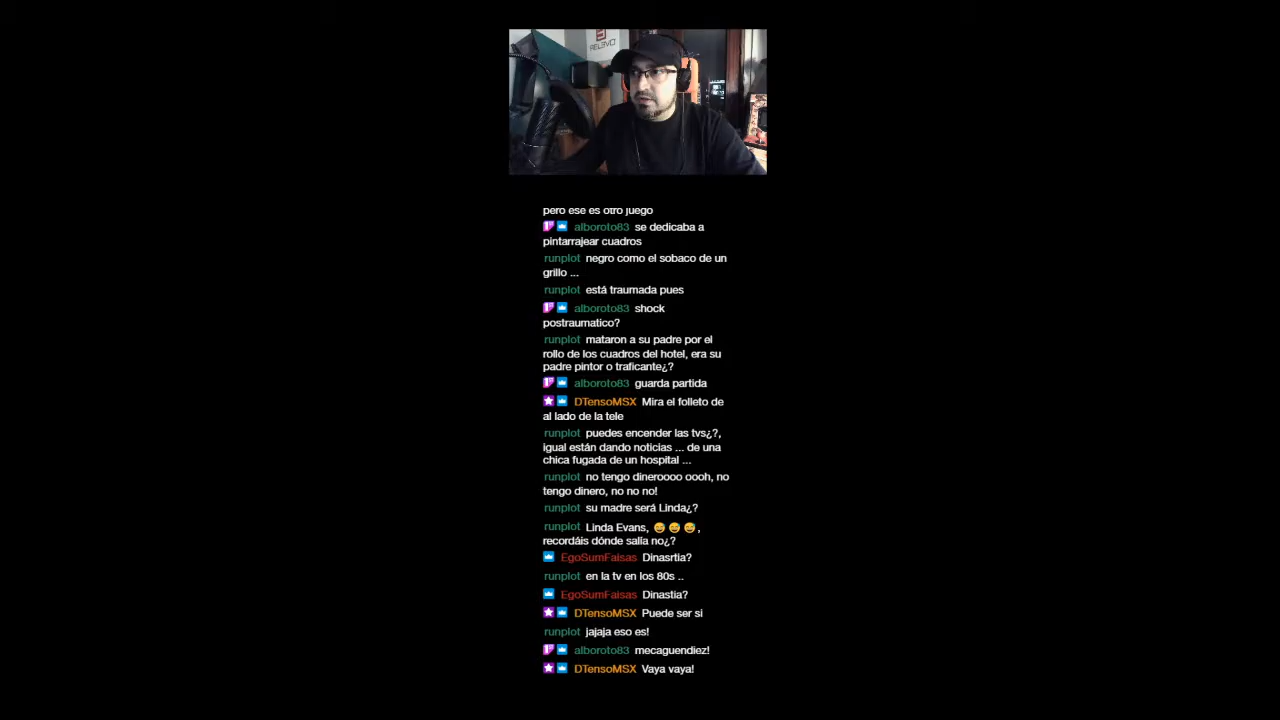 RELEVO
pero ese es otro juego
alboroto83 se dedicaba a
pintarrajear cuadros
runplot negro como el sobaco de un
grillo ...
runplot está traumada pues
alboroto83 shock
postraumatico?
runplot mataron a su padre por el
rollo de los cuadros del hotel, era su
padre pintor o traficante¿?
alboroto83 guarda partida
DTensoMSX Mira el folleto de
al lado de la tele
runplot puedes encender las tvs¿?,
igual están dando noticias ... de una
chica fugada de un hospital ...
runplot no tengo dineroooo oooh, no
tengo dinero, no no no!
runplot su madre será Linda¿?
runplot Linda Evans, 😅 😅 😅 ,
recordáis dónde salía no¿?
EgoSumFaisas Dinasrtia?
runplot en la tv en los 80s ..
EgoSumFaisas Dinastia?
DTensoMSX Puede ser si
runplot jajaja eso es!
alboroto83 mecaguendiez!
DTensoMSX Vaya vaya!